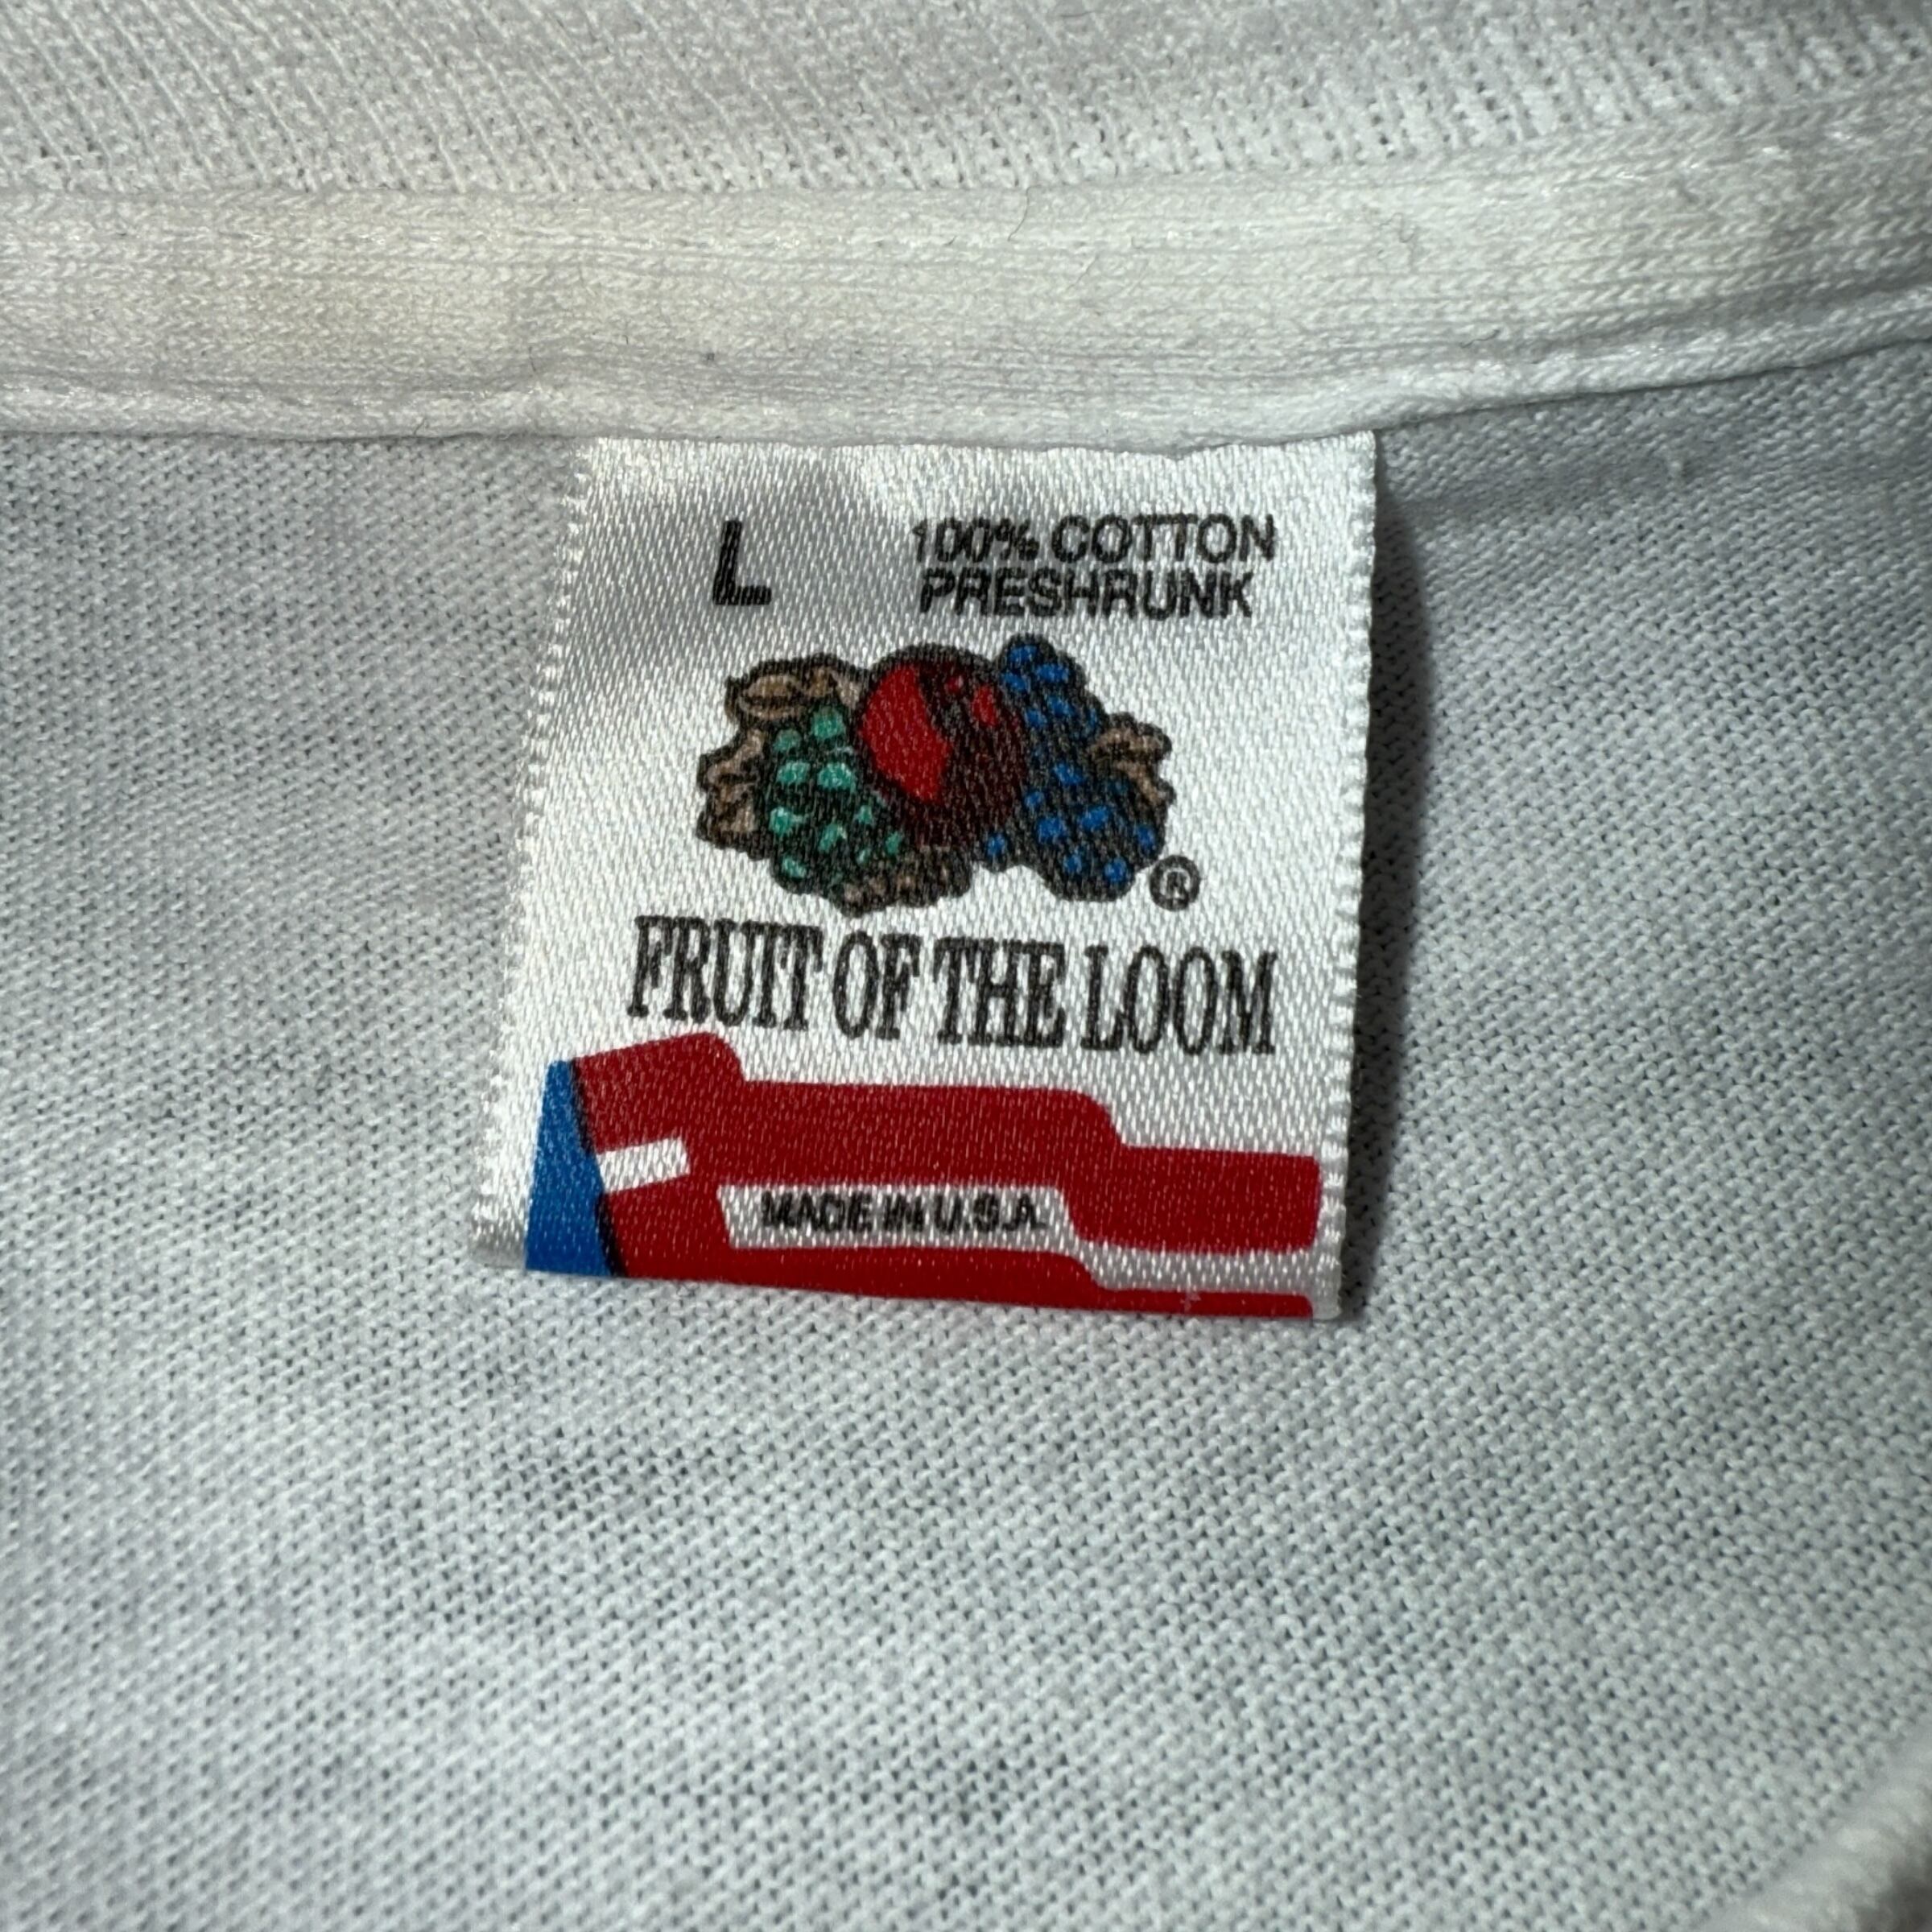 L
100% COTTON
PRESHRUNK
®
FRUIT OF THE LOOM
MADE IN U.S.A.